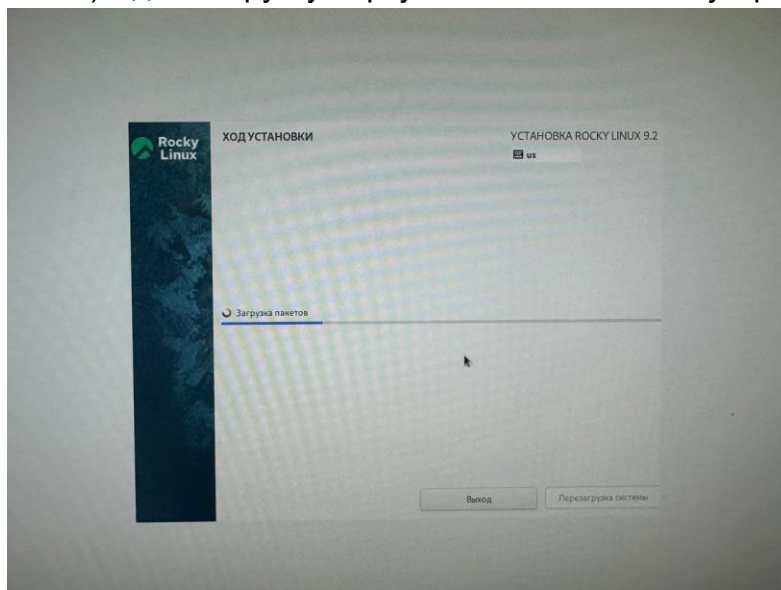 Rocky
Linux
ХОД УСТАНОВКИ
УСТАНОВКА ROCKY LINUX 9.2
us
Загрузка пакетов
Выход
Перезагрузка системы